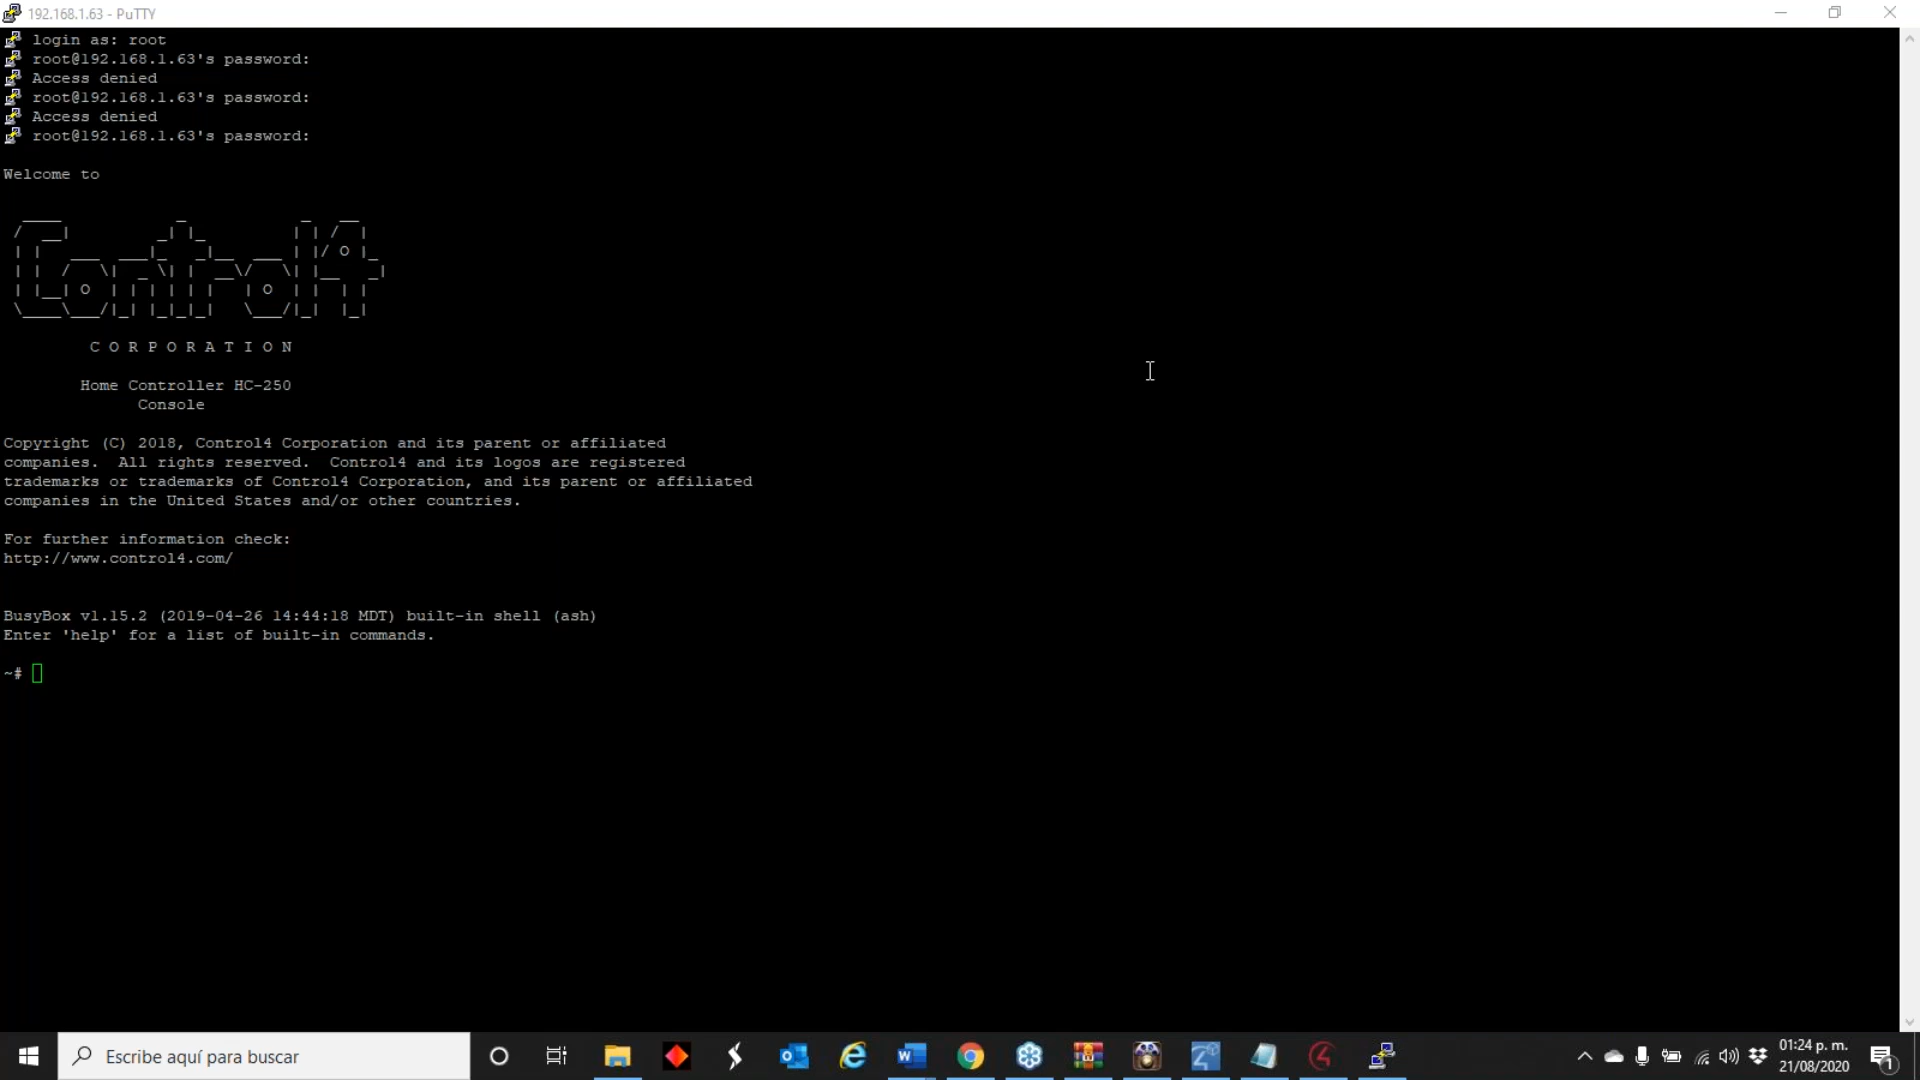 192.168.1.63 - PuTTY
login as: root
root@192.168.1.63's password:
Access denied
root@192.168.1.63's password:
Access denied
root@192.168.1.63's password:
Welcome to
Control4
C O R P O R A T I O N
Home Controller HC-250
Console
Copyright (C) 2018, Control4 Corporation and its parent or affiliated
companies.  All rights reserved.  Control4 and its logos are registered
trademarks or trademarks of Control4 Corporation, and its parent or affiliated
companies in the United States and/or other countries.
For further information check:
http://www.control4.com/
BusyBox v1.15.2 (2019-04-26 14:44:18 MDT) built-in shell (ash)
Enter 'help' for a list of built-in commands.
~#
Escribe aquí para buscar
01:24 p. m.
21/08/2020
1